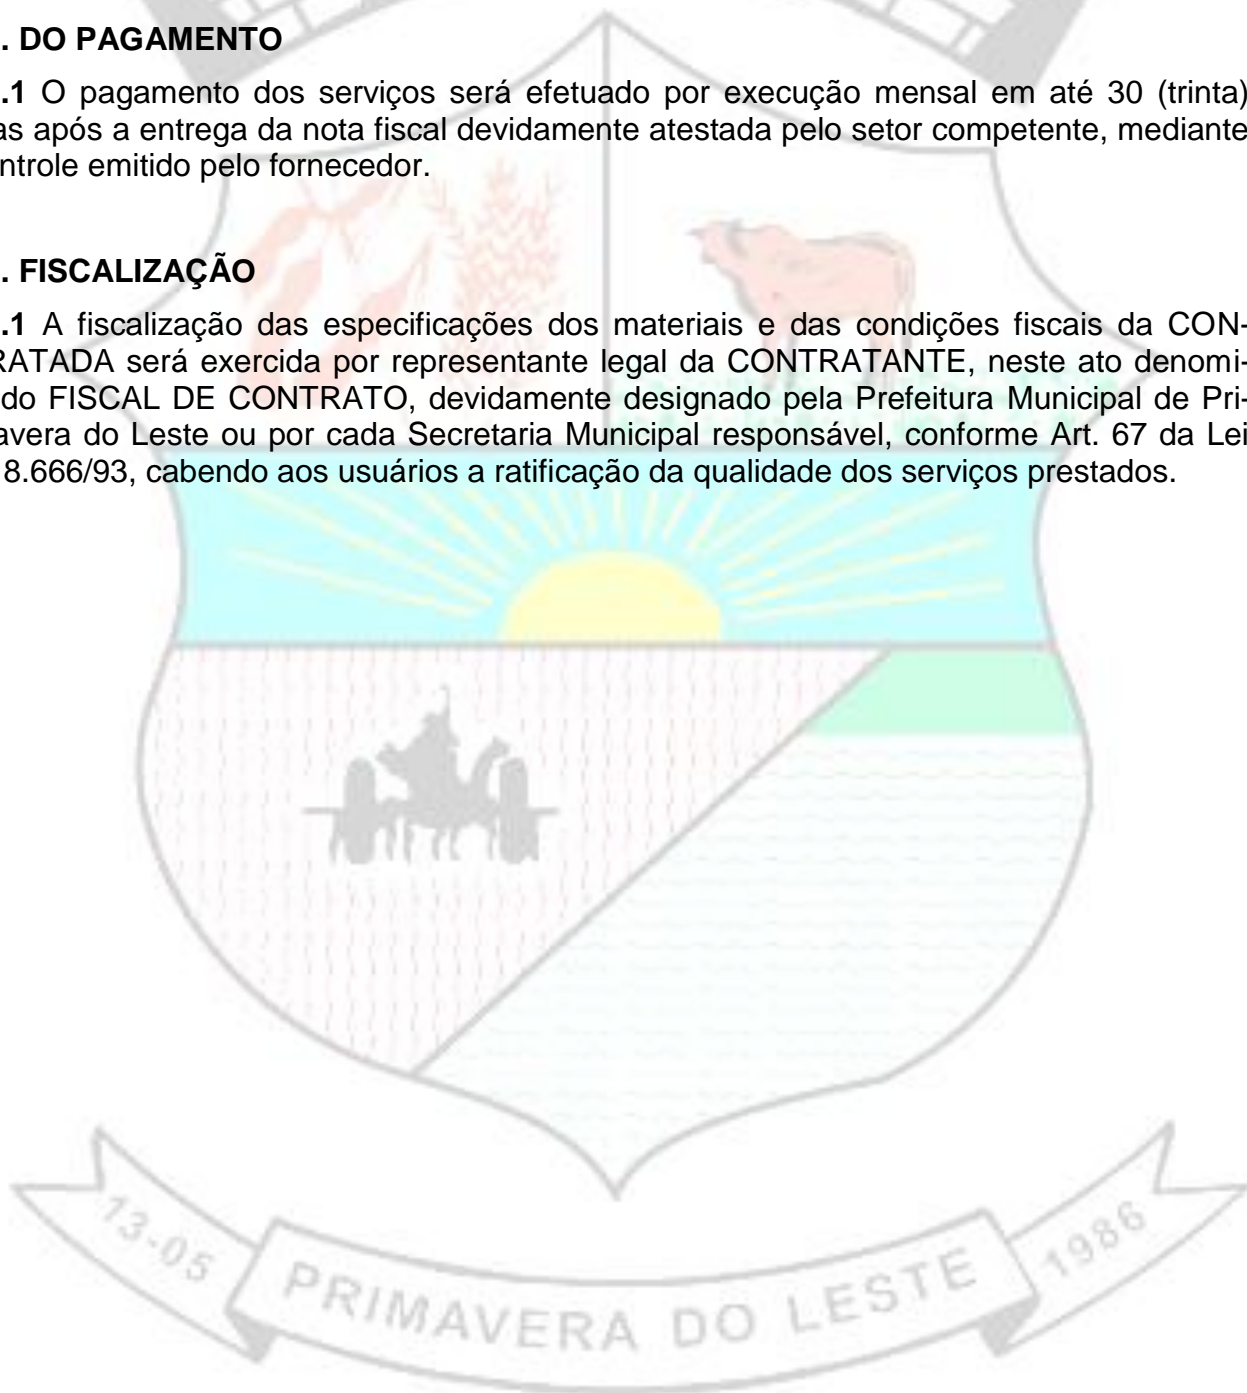 . DO PAGAMENTO
.1 O pagamento dos serviços será efetuado por execução mensal em até 30 (trinta)
as após a entrega da nota fiscal devidamente atestada pelo setor competente, mediante
ntrole emitido pelo fornecedor.
. FISCALIZAÇÃO
.1 A fiscalização das especificações dos materiais e das condições fiscais da CON-
RATADA será exercida por representante legal da CONTRATANTE, neste ato denomi-
do FISCAL DE CONTRATO, devidamente designado pela Prefeitura Municipal de Pri-
avera do Leste ou por cada Secretaria Municipal responsável, conforme Art. 67 da Lei
8.666/93, cabendo aos usuários a ratificação da qualidade dos serviços prestados.
13-05 PRIMAVERA DO LESTE 1986